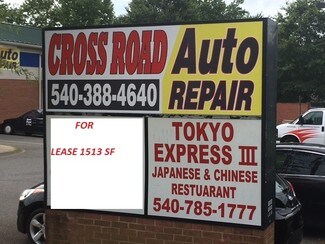 CROSS ROAD
540-388-4640
Auto
REPAIR
FOR
LEASE 1513 SF
TOKYO
EXPRESS III
JAPANESE & CHINESE
RESTUARANT
540-785-1777